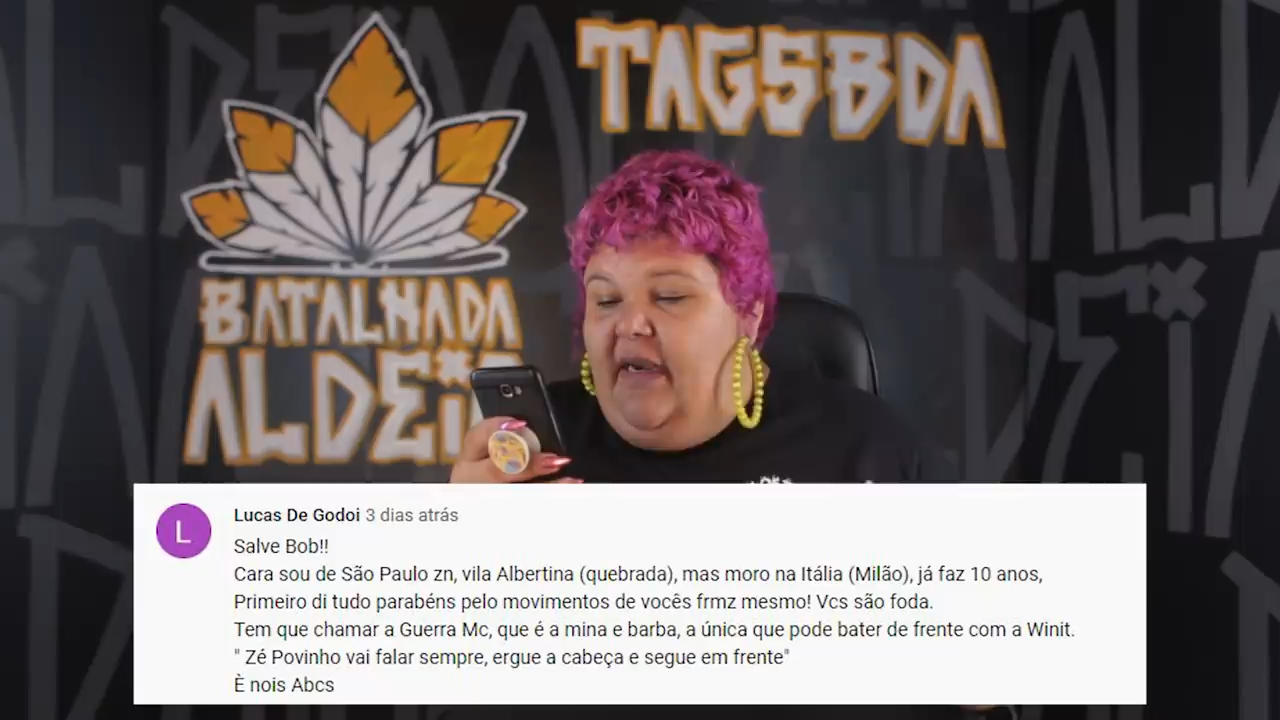 TAGSBDA
BATALHA DA
ALDEi
L
Lucas De Godoi 3 dias atrás
Salve Bob!!
Cara sou de São Paulo zn, vila Albertina (quebrada), mas moro na Itália (Milão), já faz 10 anos,
Primeiro di tudo parabéns pelo movimentos de vocês frmz mesmo! Vcs são foda.
Tem que chamar a Guerra Mc, que é a mina e barba, a única que pode bater de frente com a Winit.
" Zé Povinho vai falar sempre, ergue a cabeça e segue em frente"
È nois Abcs